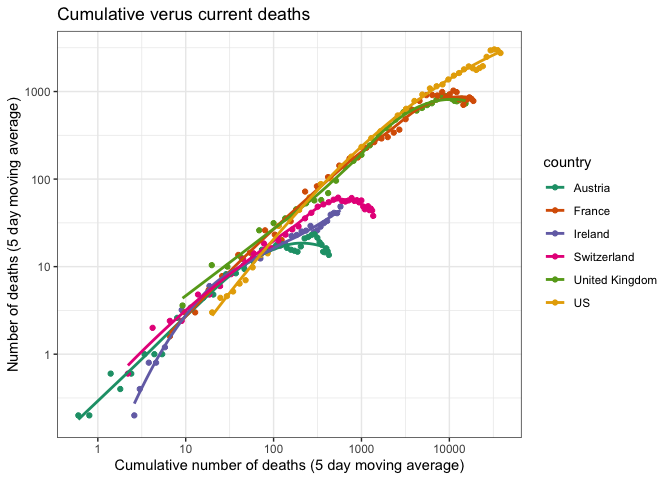 Cumulative verus current deaths
Number of deaths (5 day moving average)
1000
100
10
1
1
10
100
1000
10000
Cumulative number of deaths (5 day moving average)
country
Austria
France
Ireland
Switzerland
United Kingdom
US